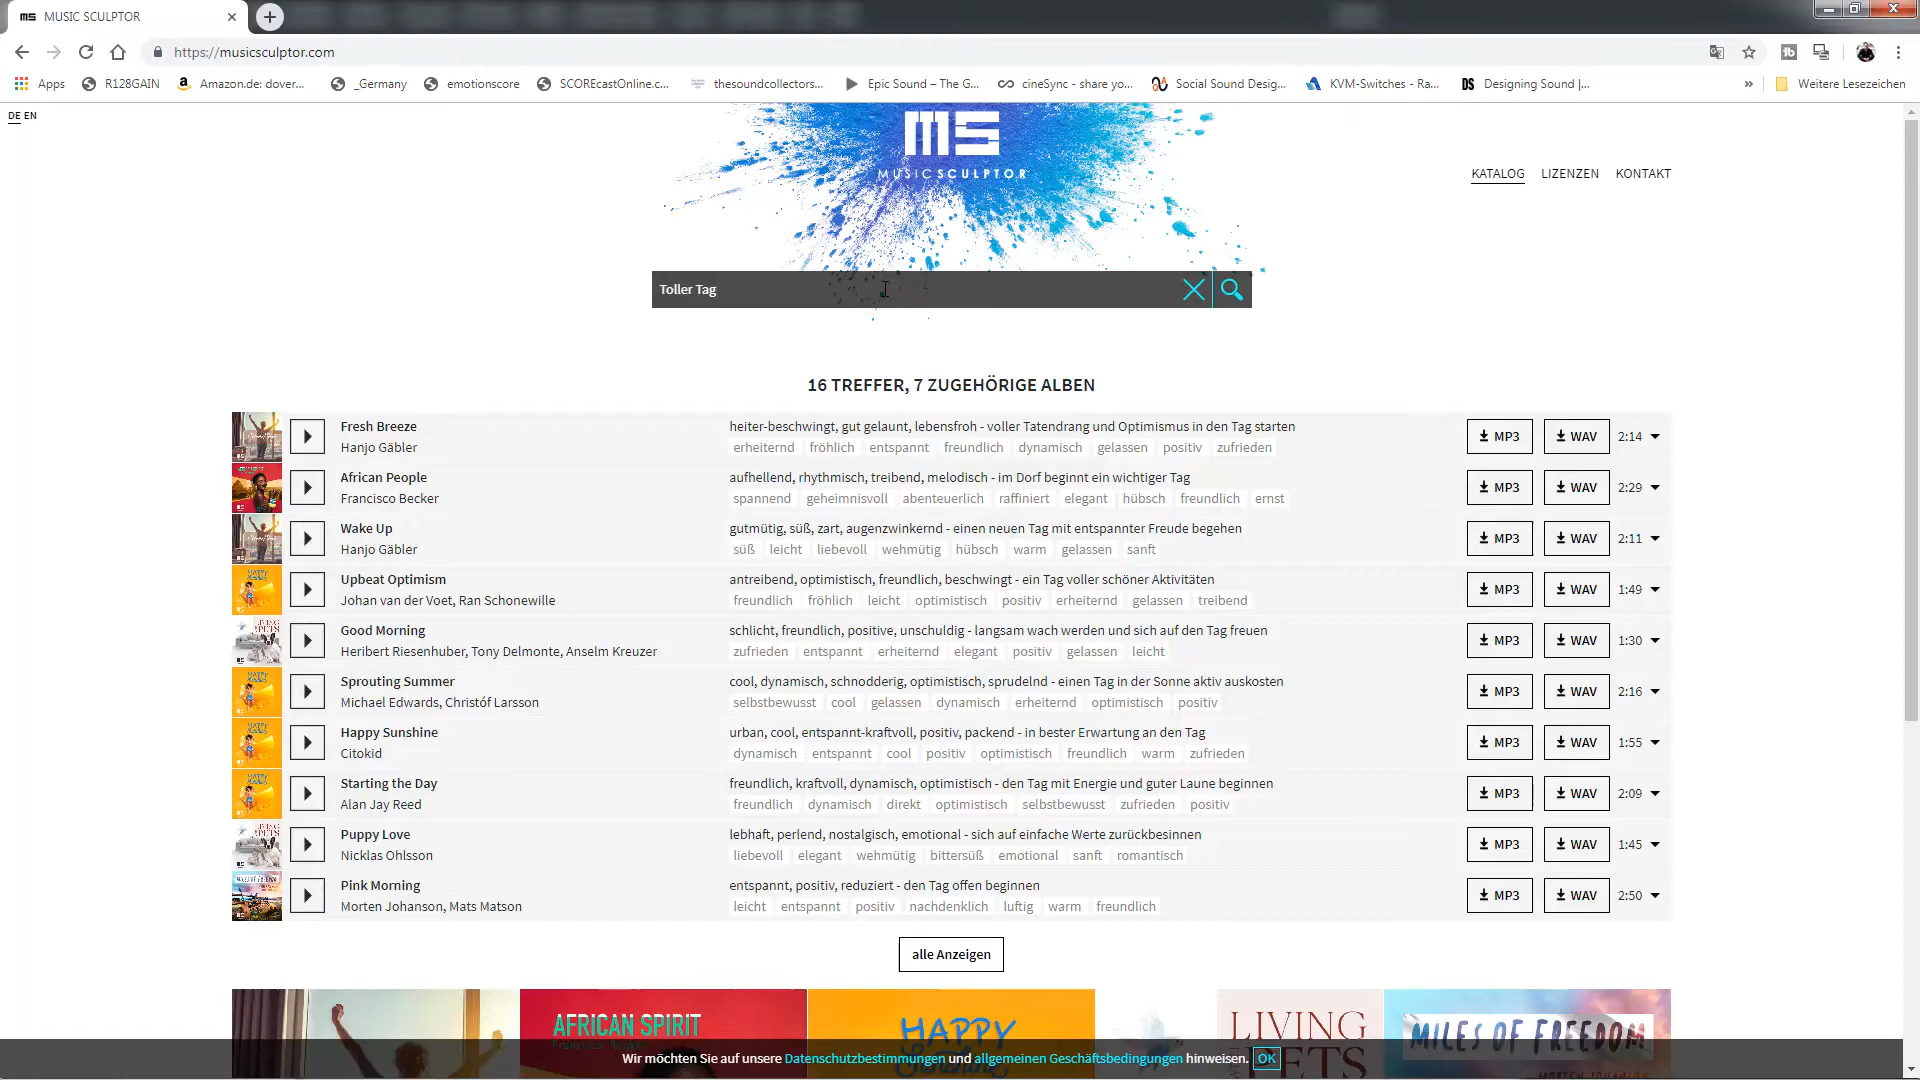 MS MUSIC SCULPTOR
https://musicsculptor.com
Apps R128GAIN Amazon.de: dover... _Germany emotionscore SCOREcastOnline.c... thesoundcollectors... Epic Sound – The G... cineSync - share yo... Social Sound Desig... KVM-Switches - Ra... DS Designing Sound |... » Weitere Lesezeichen
DE EN
MS
MUSICSCULPTOR
KATALOG LIZENZEN KONTAKT
Toller Tag
16 TREFFER, 7 ZUGEHÖRIGE ALBEN
Fresh Breeze heiter-beschwingt, gut gelaunt, lebensfroh - voller Tatendrang und Optimismus in den Tag starten MP3 WAV 2:14
Hanjo Gäbler erheiternd fröhlich entspannt freundlich dynamisch gelassen positiv zufrieden
African People aufhellend, rhythmisch, treibend, melodisch - im Dorf beginnt ein wichtiger Tag MP3 WAV 2:29
Francisco Becker spannend geheimnisvoll abenteuerlich raffiniert elegant hübsch freundlich ernst
Wake Up gutmütig, süß, zart, augenzwinkernd - einen neuen Tag mit entspannter Freude begehen MP3 WAV 2:11
Hanjo Gäbler süß leicht liebevoll wehmütig hübsch warm gelassen sanft
Upbeat Optimism antreibend, optimistisch, freundlich, beschwingt - ein Tag voller schöner Aktivitäten MP3 WAV 1:49
Johan van der Voet, Ran Schonewille freundlich fröhlich leicht optimistisch positiv erheiternd gelassen treibend
Good Morning schlicht, freundlich, positive, unschuldig - langsam wach werden und sich auf den Tag freuen MP3 WAV 1:30
Heribert Riesenhuber, Tony Delmonte, Anselm Kreuzer zufrieden entspannt erheiternd elegant positiv gelassen leicht
Sprouting Summer cool, dynamisch, schnodderig, optimistisch, sprudelnd - einen Tag in der Sonne aktiv auskosten MP3 WAV 2:16
Michael Edwards, Christóf Larsson selbstbewusst cool gelassen dynamisch erheiternd optimistisch positiv
Happy Sunshine urban, cool, entspannt-kraftvoll, positiv, packend - in bester Erwartung an den Tag MP3 WAV 1:55
Citokid dynamisch entspannt cool positiv optimistisch freundlich warm zufrieden
Starting the Day freundlich, kraftvoll, dynamisch, optimistisch - den Tag mit Energie und guter Laune beginnen MP3 WAV 2:09
Alan Jay Reed freundlich dynamisch direkt optimistisch selbstbewusst zufrieden positiv
Puppy Love lebhaft, perlend, nostalgisch, emotional - sich auf einfache Werte zurückbesinnen MP3 WAV 1:45
Nicklas Ohlsson liebevoll elegant wehmütig bittersüß emotional sanft romantisch
Pink Morning entspannt, positiv, reduziert - den Tag offen beginnen MP3 WAV 2:50
Morten Johanson, Mats Matson leicht entspannt positiv nachdenklich luftig warm freundlich
alle Anzeigen
AFRICAN SPIRIT HAPPY LIVING PETS MILES OF FREEDOM
Wir möchten Sie auf unsere Datenschutzbestimmungen und allgemeinen Geschäftsbedingungen hinweisen. OK